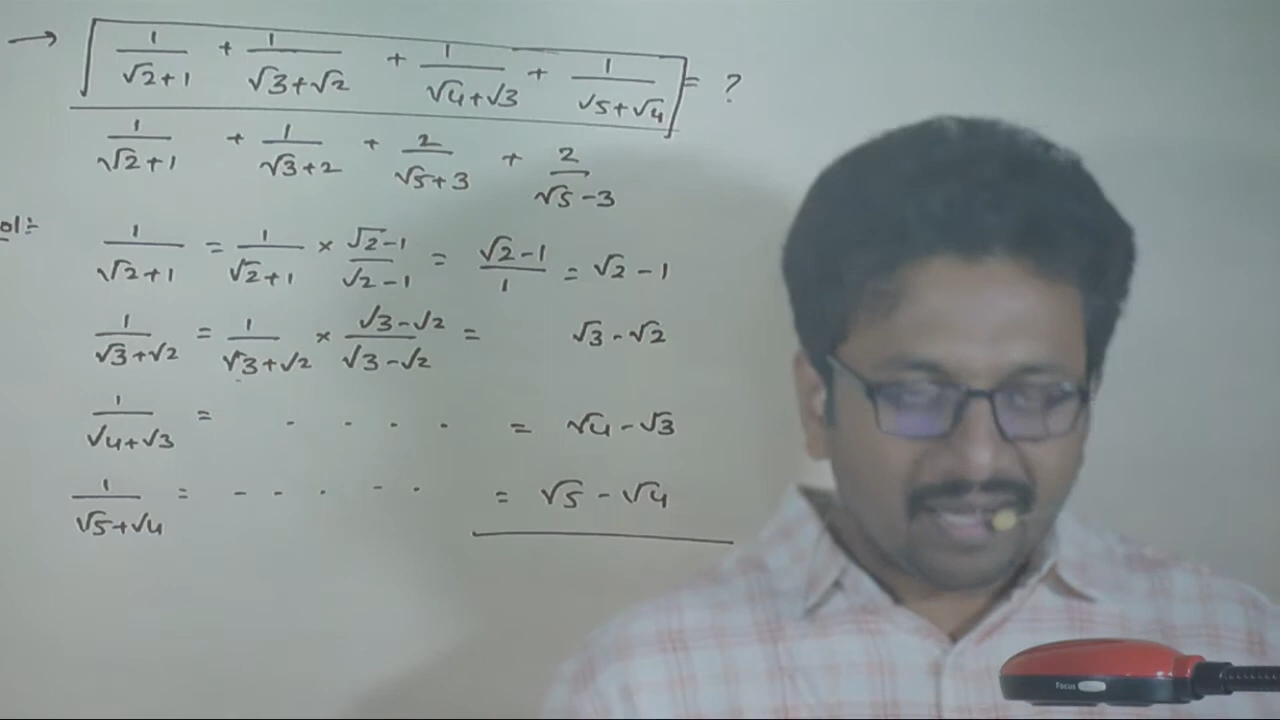 → 1/(√2+1) + 1/(√3+√2) + 1/(√4+√3) + 1/(√5+√4) = ?
1/(√2+1) + 1/(√3+2) + 2/(√5+3) + 2/(√5-3)
ol:-
1/(√2+1) = 1/(√2+1) × (√2-1)/(√2-1) = (√2-1)/1 = √2-1
1/(√3+√2) = 1/(√3+√2) × (√3-√2)/(√3-√2) = √3-√2
1/(√4+√3) = . . . . = √4-√3
1/(√5+√4) = - - . - . = √5-√4
Focus